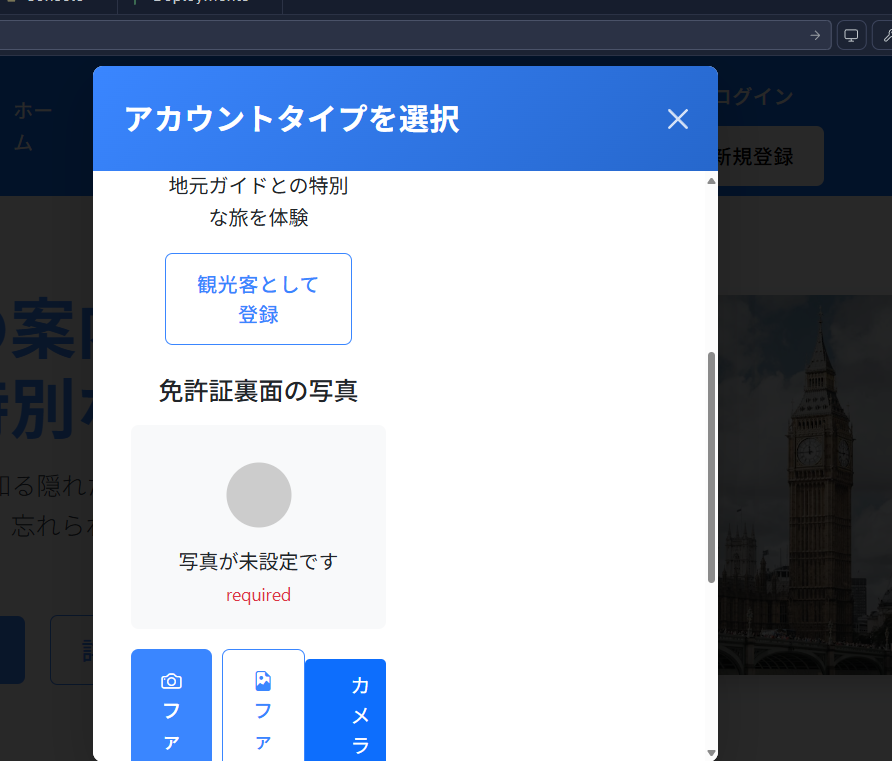 Deployments
ログイン
ホー
ム
新規登録
アカウントタイプを選択
地元ガイドとの特別
な旅を体験
観光客として
登録
免許証裏面の写真
写真が未設定です
required
ファ
ファ
カメラ
の案内
特別な
知る隠れた
忘れられ